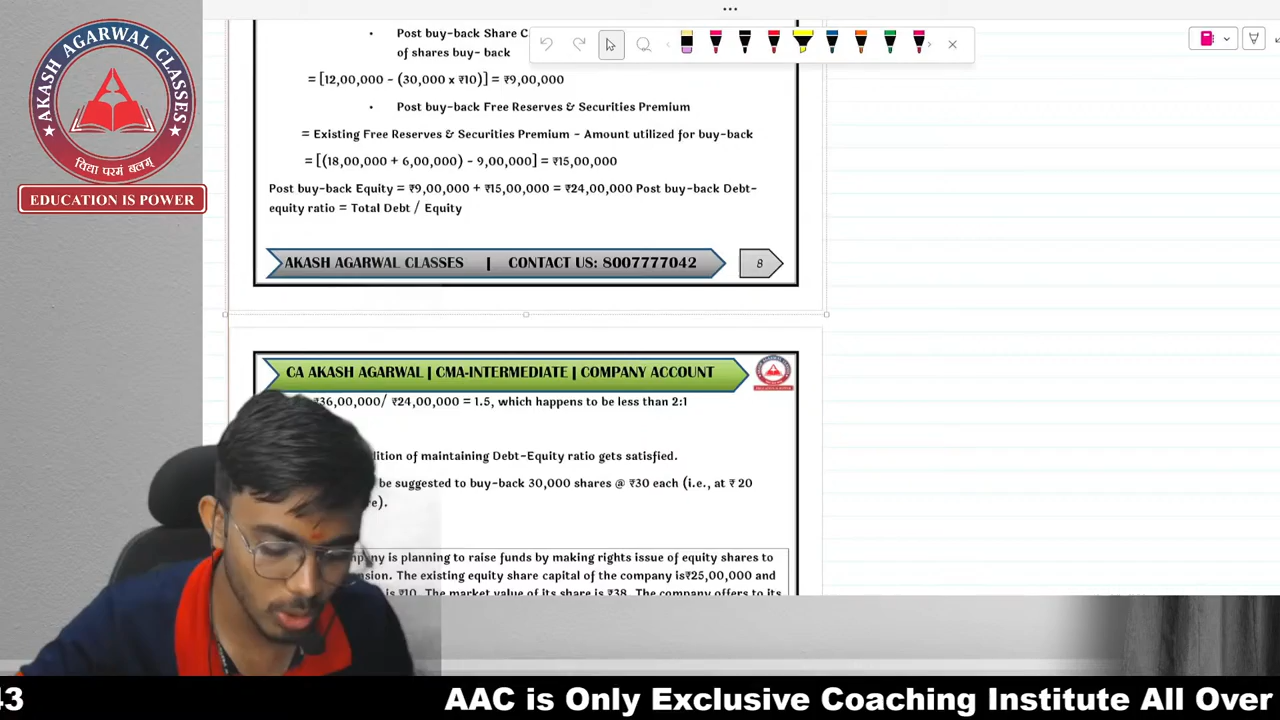 AKASH AGARWAL CLASSES
विद्या परमं बलम्
EDUCATION IS POWER
• Post buy-back Share C
of shares buy- back
= [12,00,000 - (30,000 x ₹10)] = ₹9,00,000
• Post buy-back Free Reserves & Securities Premium
= Existing Free Reserves & Securities Premium - Amount utilized for buy-back
= [(18,00,000 + 6,00,000) - 9,00,000] = ₹15,00,000
Post buy-back Equity = ₹9,00,000 + ₹15,00,000 = ₹24,00,000 Post buy-back Debt-
equity ratio = Total Debt / Equity
AKASH AGARWAL CLASSES | CONTACT US: 8007777042
8
CA AKASH AGARWAL | CMA-INTERMEDIATE | COMPANY ACCOUNT
₹36,00,000/ ₹24,00,000 = 1.5, which happens to be less than 2:1
dition of maintaining Debt-Equity ratio gets satisfied.
be suggested to buy-back 30,000 shares @ ₹30 each (i.e., at ₹ 20
re).
mpany is planning to raise funds by making rights issue of equity shares to
nsion. The existing equity share capital of the company is₹25,00,000 and
is ₹10. The market value of its share is ₹38. The company offers to its
43
AAC is Only Exclusive Coaching Institute All Over